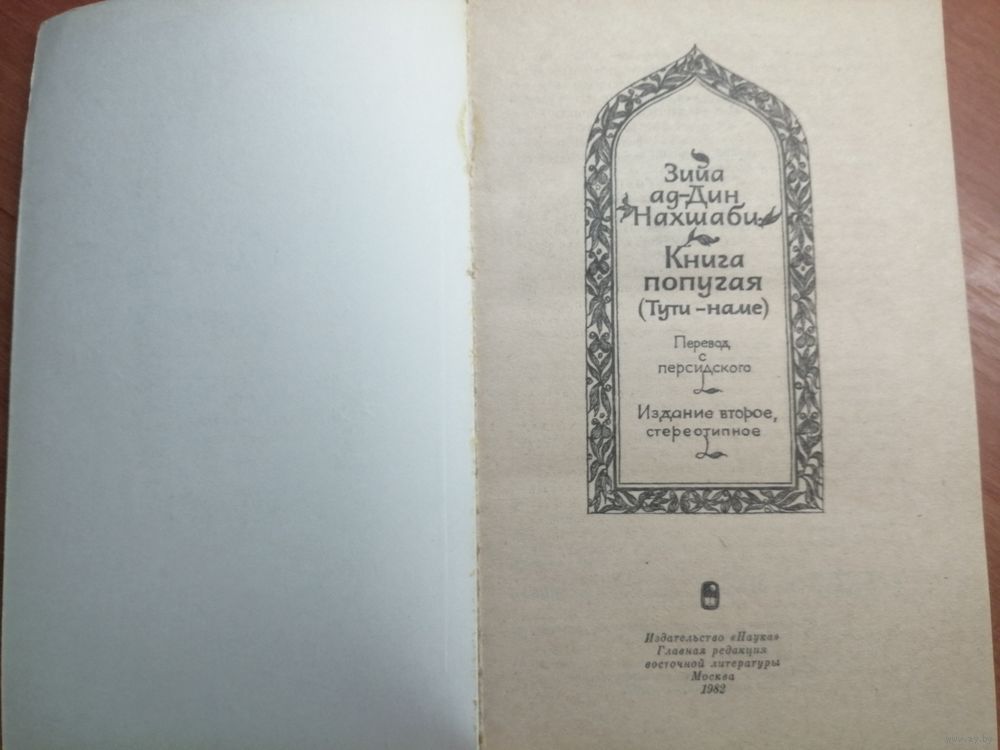 Зийа
ад-Дин
Нахшаби
Книга
попугая
(Тути-наме)
Перевод
с
персидского
Издание второе,
стереотипное
Издательство «Наука»
Главная редакция
восточной литературы
Москва
1982